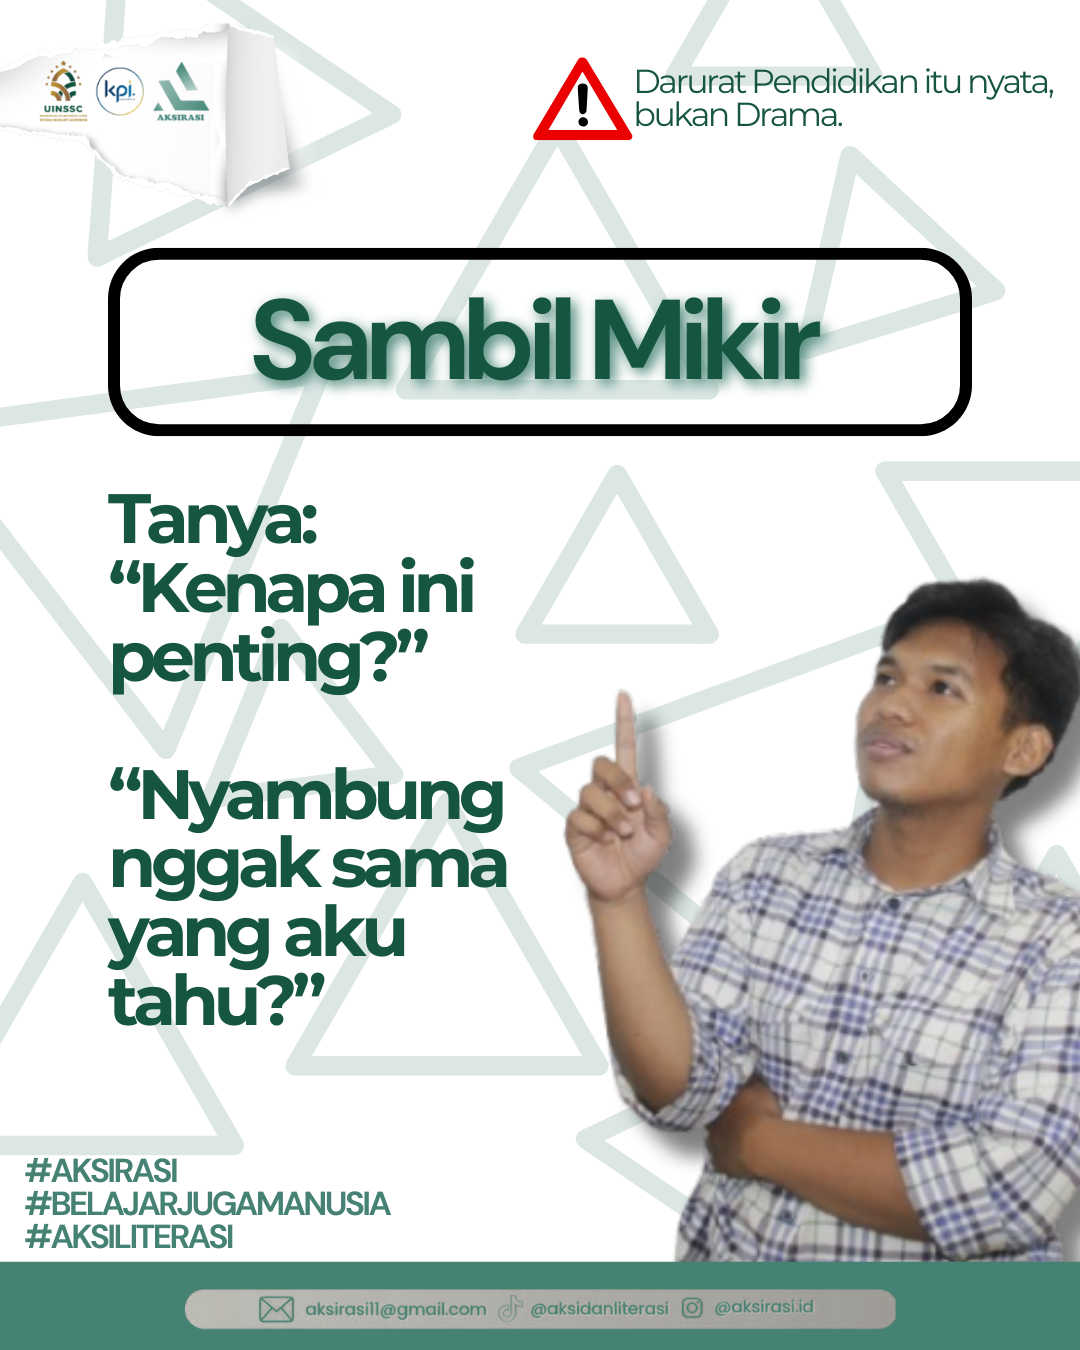 UINSSC
kpi.
AKSIRASI
Darurat Pendidikan itu nyata,
bukan Drama.
Sambil Mikir
Tanya:
“Kenapa ini
penting?”
“Nyambung
nggak sama
yang aku
tahu?”
#AKSIRASI
#BELAJARJUGAMANUSIA
#AKSILITERASI
aksirasi11@gmail.com @aksidanliterasi @aksirasi.id